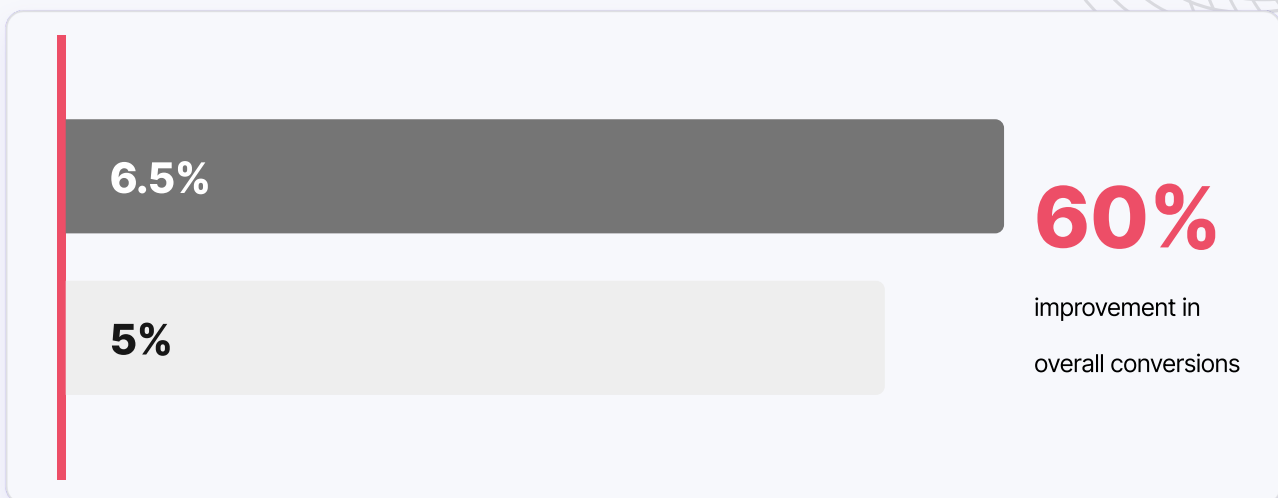 6.5%
60%
improvement in
5%
overall conversions